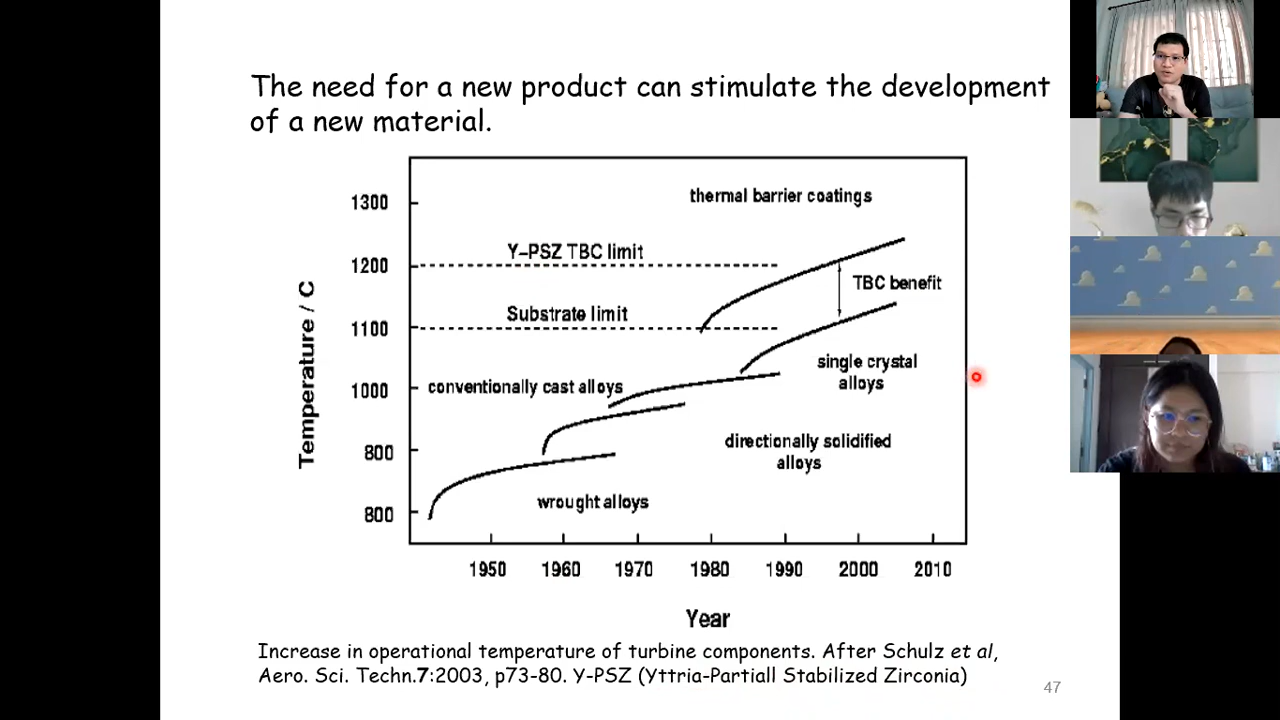 The need for a new product can stimulate the development
of a new material.
thermal barrier coatings
1300
Y-PSZ TBC limit
1200
TBC benefit
Substrate limit
1100
single crystal
alloys
conventionally cast alloys
1000
directionally solidified
alloys
800
wrought alloys
800
Temperature / C
1950 1960 1970 1980 1990 2000 2010
Year
Increase in operational temperature of turbine components. After Schulz et al,
Aero. Sci. Techn.7:2003, p73-80. Y-PSZ (Yttria-Partiall Stabilized Zirconia)
47